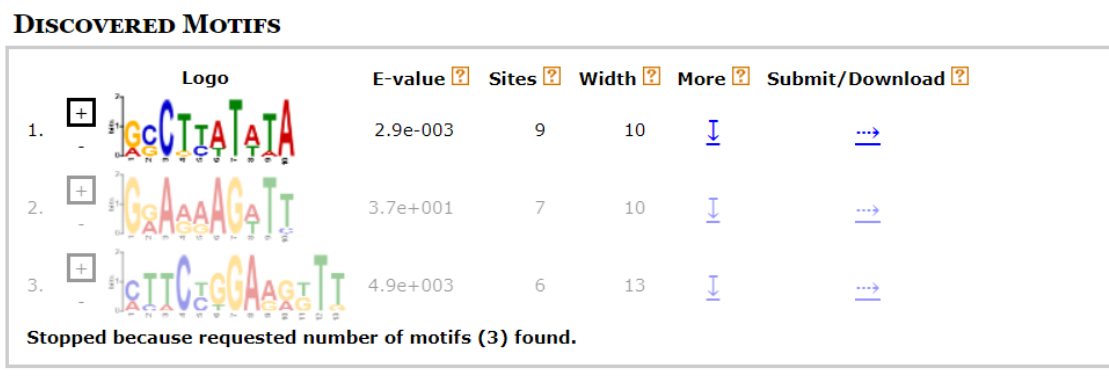 DISCOVERED MOTIFS
Logo E-value ? Sites ? Width ? More ? Submit/Download ?
1. + - 2.9e-003 9 10
2. + - 3.7e+001 7 10
3. + - 4.9e+003 6 13
Stopped because requested number of motifs (3) found.